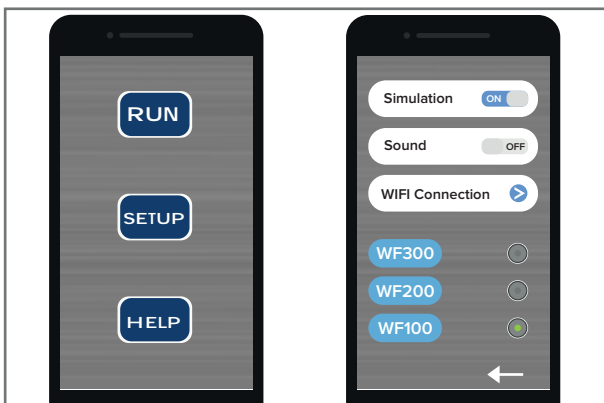 RUN
SETUP
HELP
Simulation ON
Sound OFF
WIFI Connection
WF300
WF200
WF100